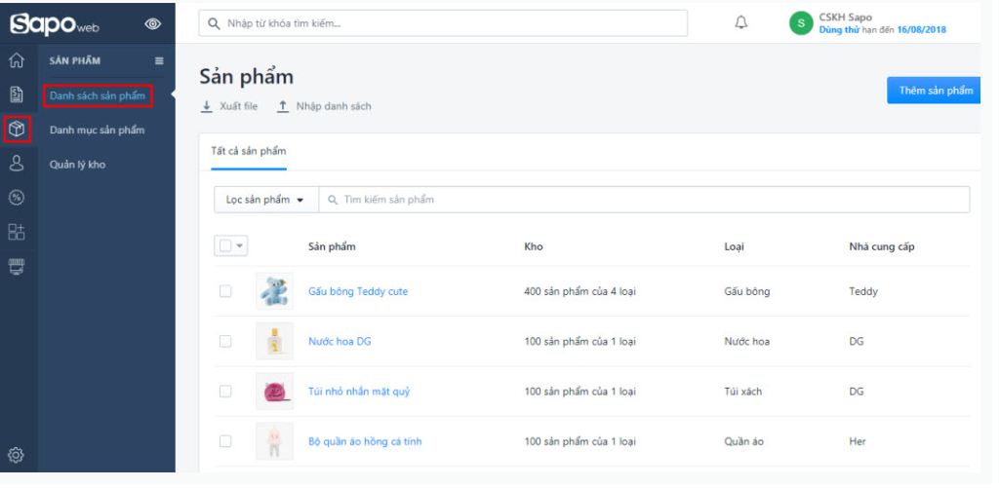 Sapo web
Nhập từ khóa tìm kiếm...
S
CSKH Sapo
Dùng thử hạn đến 16/08/2018
SẢN PHẨM
Danh sách sản phẩm
Danh mục sản phẩm
Quản lý kho
Sản phẩm
Xuất file
Nhập danh sách
Thêm sản phẩm
Tất cả sản phẩm
Lọc sản phẩm
Tìm kiếm sản phẩm
Sản phẩm Kho Loại Nhà cung cấp
Gấu bông Teddy cute 400 sản phẩm của 4 loại Gấu bông Teddy
Nước hoa DG 100 sản phẩm của 1 loại Nước hoa DG
Túi nhỏ nhắn mặt quỷ 100 sản phẩm của 1 loại Túi xách DG
Bộ quần áo hồng cá tính 100 sản phẩm của 1 loại Quần áo Her